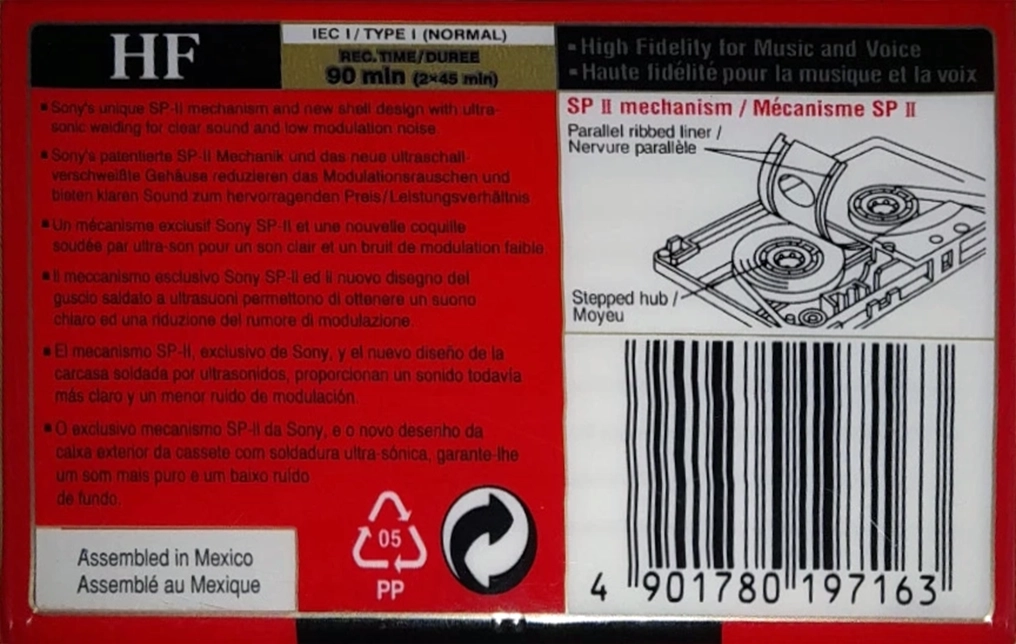 HF
IEC I / TYPE I (NORMAL)
REC. TIME/DUREE
90 min (2×45 min)
▪ High Fidelity for Music and Voice
▪ Haute fidélité pour la musique et la voix
▪ Sony's unique SP-II mechanism and new shell design with ultra-
sonic welding for clear sound and low modulation noise.
▪ Sony's patentierte SP-II Mechanik und das neue ultraschall-
verschweißte Gehäuse reduzieren das Modulationsrauschen und
bieten klaren Sound zum hervorragenden Preis/Leistungsverhältnis
▪ Un mécanisme exclusif Sony SP-II et une nouvelle coquille
soudée par ultra-son pour un son clair et un bruit de modulation faible.
▪ Il meccanismo esclusivo Sony SP-II ed il nuovo disegno del
guscio saldato a ultrasuoni permettono di ottenere un suono
chiaro ed una riduzione del rumore di modulazione.
▪ El mecanismo SP-II, exclusivo de Sony, y el nuevo diseño de la
carcasa soldada por ultrasonidos, proporcionan un sonido todavía
más claro y un menor ruido de modulación.
▪ O exclusivo mecanismo SP-II da Sony, e o novo desenho da
caixa exterior da cassete com soldadura ultra-sónica, garante-lhe
um som mais puro e um baixo ruído
de fundo.
SP II mechanism / Mécanisme SP II
Parallel ribbed liner /
Nervure parallèle
Stepped hub /
Moyeu
Assembled in Mexico
Assemblé au Mexique
05
PP
4 901780 197163